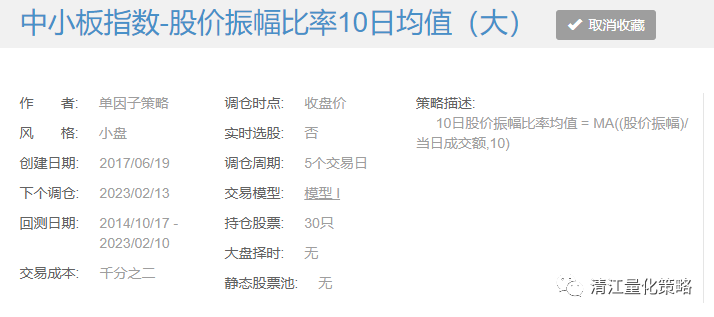 中小板指数-股价振幅比率10日均值（大）
取消收藏
作 者: 单因子策略
风 格: 小盘
创建日期: 2017/06/19
下个调仓: 2023/02/13
回测日期: 2014/10/17 -
2023/02/10
交易成本: 千分之二
调仓时点: 收盘价
实时选股: 否
调仓周期: 5个交易日
交易模型: 模型 I
持仓股票: 30只
大盘择时: 无
静态股票池: 无
策略描述:
10日股价振幅比率均值 = MA((股价振幅)/
当日成交额,10)
清江量化策略